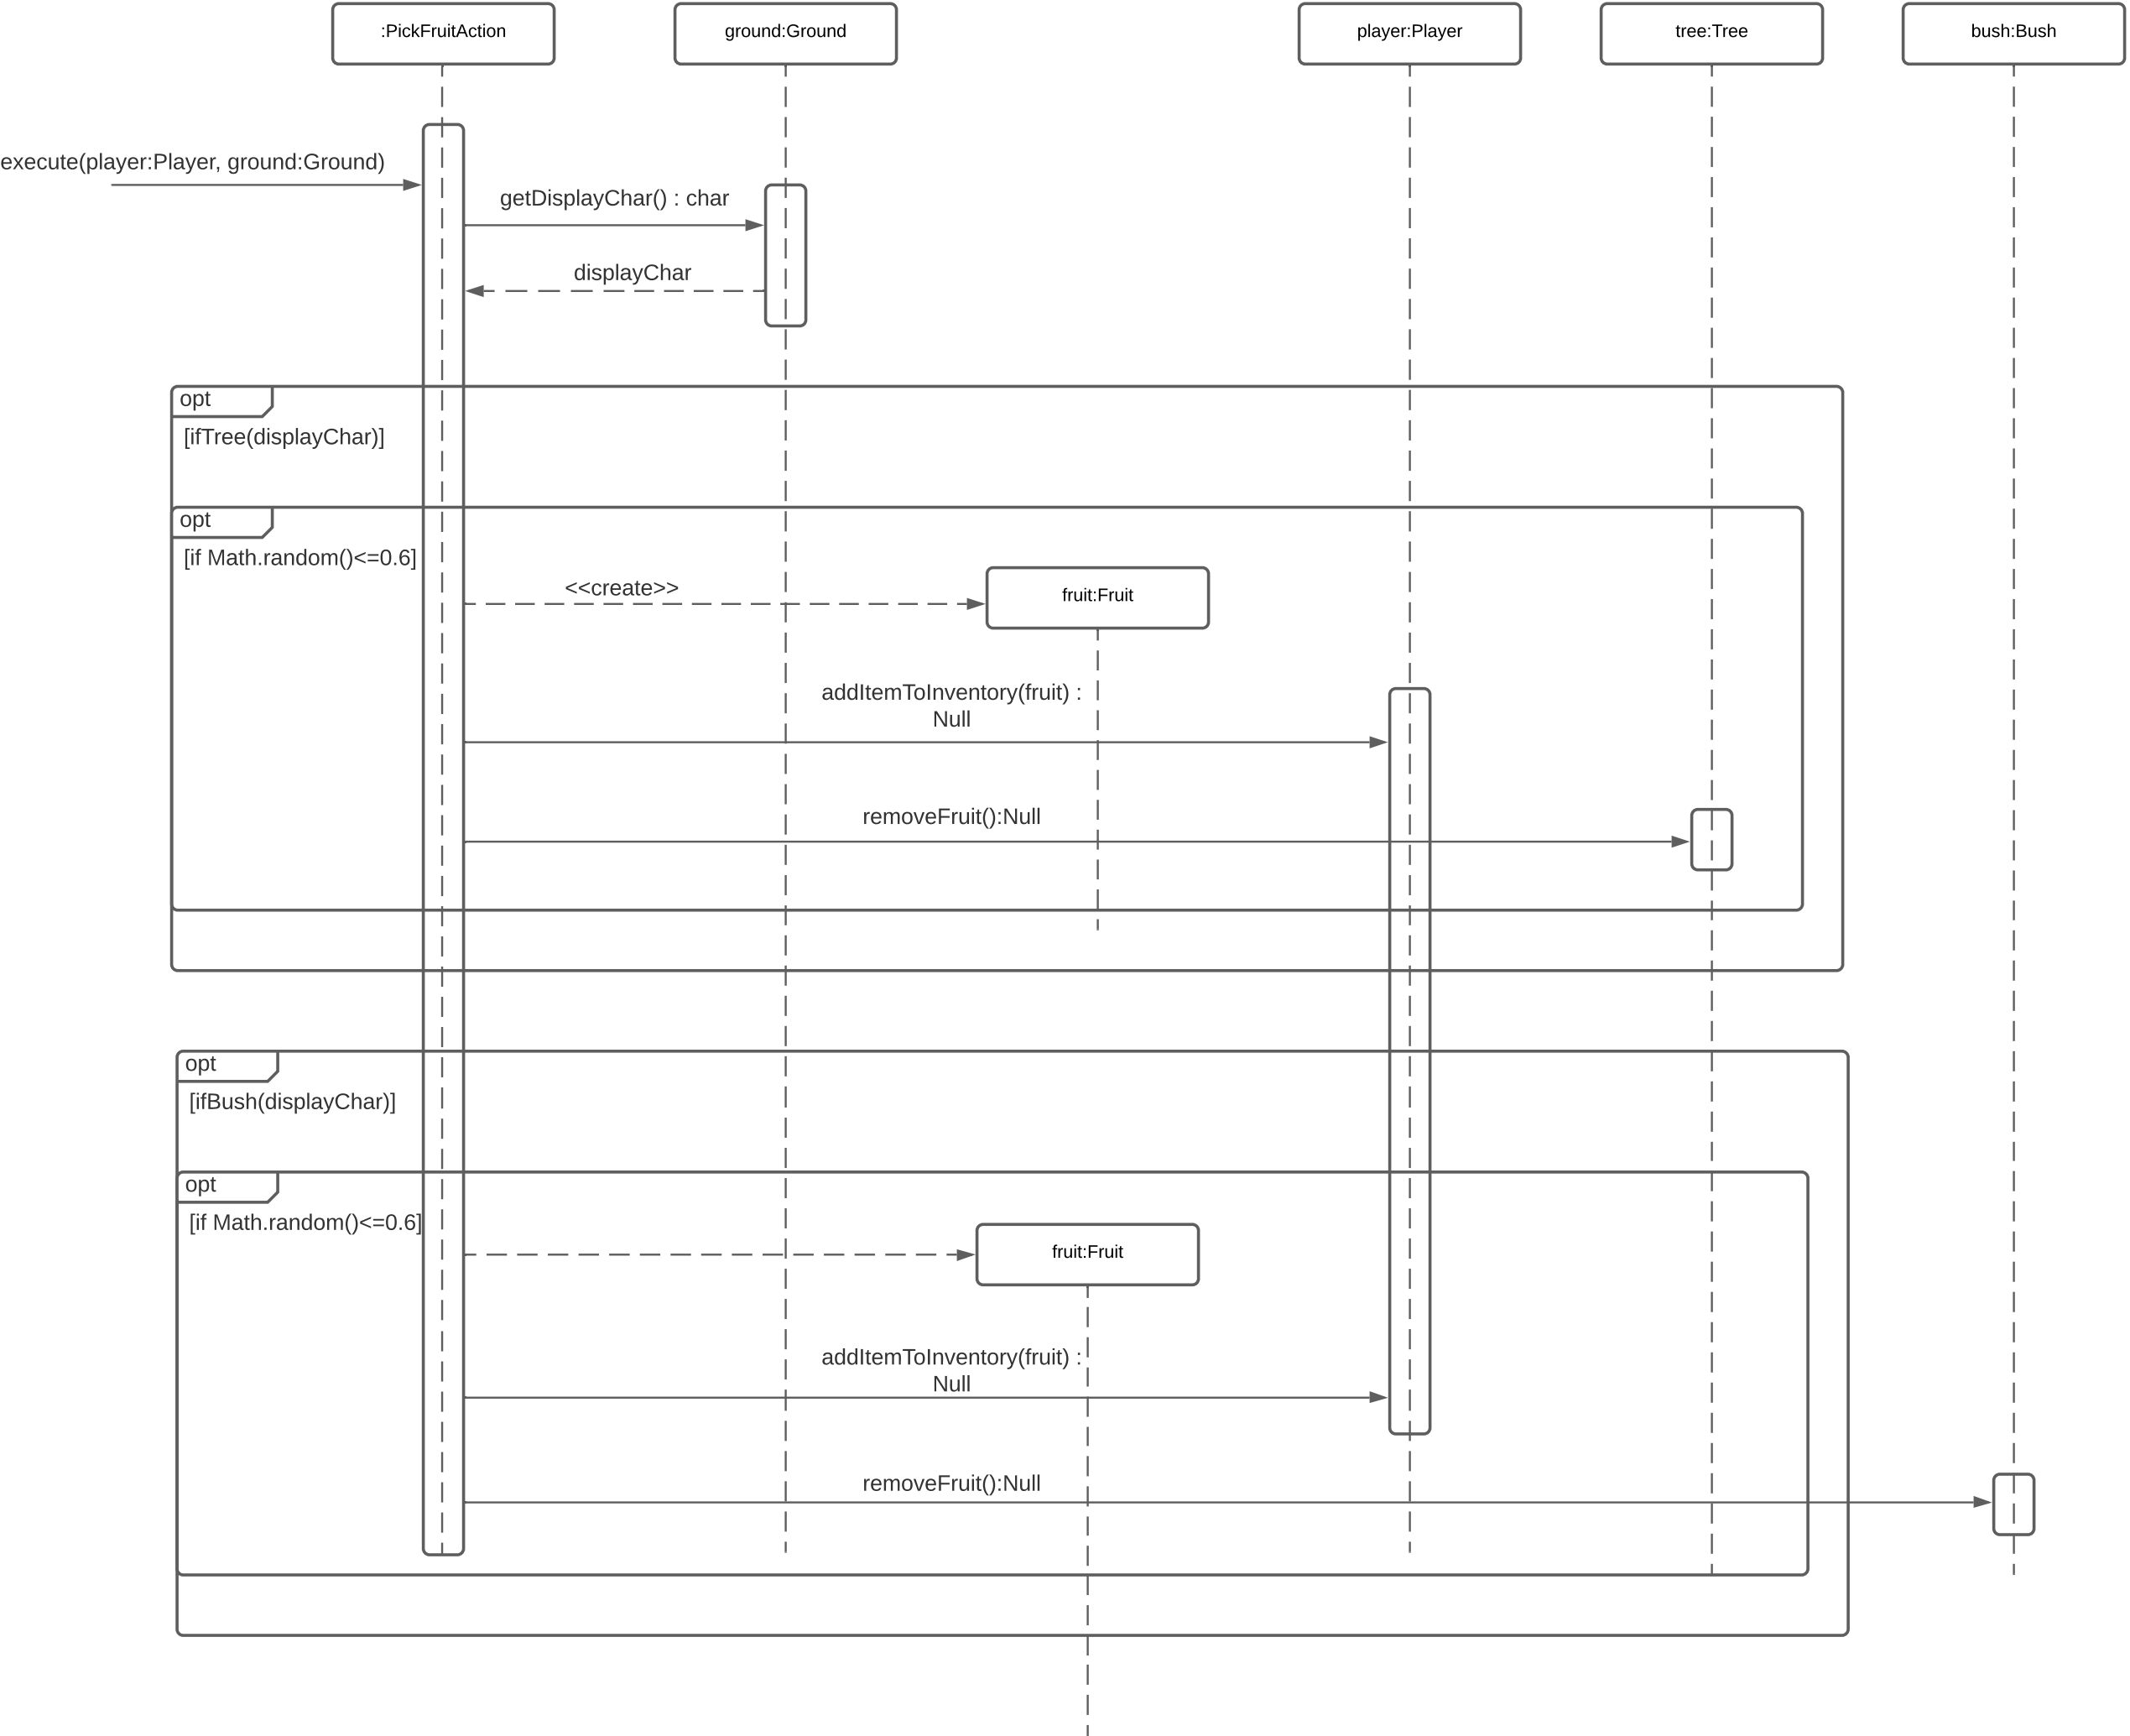 :PickFruitAction
ground:Ground
player:Player
tree:Tree
bush:Bush
execute(player:Player, ground:Ground)
getDisplayChar() : char
displayChar
opt
[ifTree(displayChar)]
opt
[if Math.random()<=0.6]
<<create>>
fruit:Fruit
addItemToInventory(fruit) :
Null
removeFruit():Null
opt
[ifBush(displayChar)]
opt
[if Math.random()<=0.6]
fruit:Fruit
addItemToInventory(fruit) :
Null
removeFruit():Null